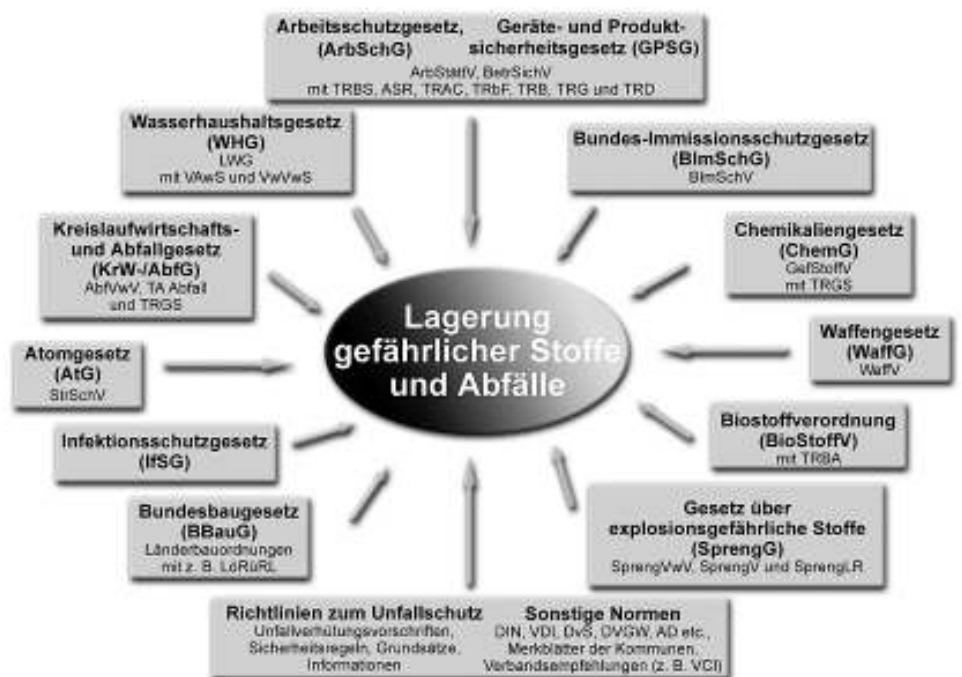 Arbeitsschutzgesetz,
(ArbSchG)
Geräte- und Produkt-
sicherheitsgesetz (GPSG)
ArbStättV, BetrSichV
mit TRBS, ASR, TRAC, TRbF, TRB, TRG und TRD
Wasserhaushaltsgesetz
(WHG)
LWG
mit VAwS und VwVwS
Bundes-Immissionsschutzgesetz
(BImSchG)
BImSchV
Kreislaufwirtschafts-
und Abfallgesetz
(KrW-/AbfG)
AbfVwV, TA Abfall
und TRGS
Chemikaliengesetz
(ChemG)
GefStoffV
mit TRGS
Lagerung
gefährlicher Stoffe
und Abfälle
Atomgesetz
(AtG)
StrSchV
Waffengesetz
(WaffG)
WaffV
Infektionsschutzgesetz
(IfSG)
Biostoffverordnung
(BioStoffV)
mit TRBA
Bundesbaugesetz
(BBauG)
Länderbauordnungen
mit z. B. LöRüRL
Gesetz über
explosionsgefährliche Stoffe
(SprengG)
SprengVwV, SprengV und SprengLR
Richtlinien zum Unfallschutz
Unfallverhütungsvorschriften,
Sicherheitsregeln, Grundsätze,
Informationen
Sonstige Normen
DIN, VDI, DvS, DVGW, AD etc.,
Merkblätter der Kommunen,
Verbandsempfehlungen (z. B. VCI)